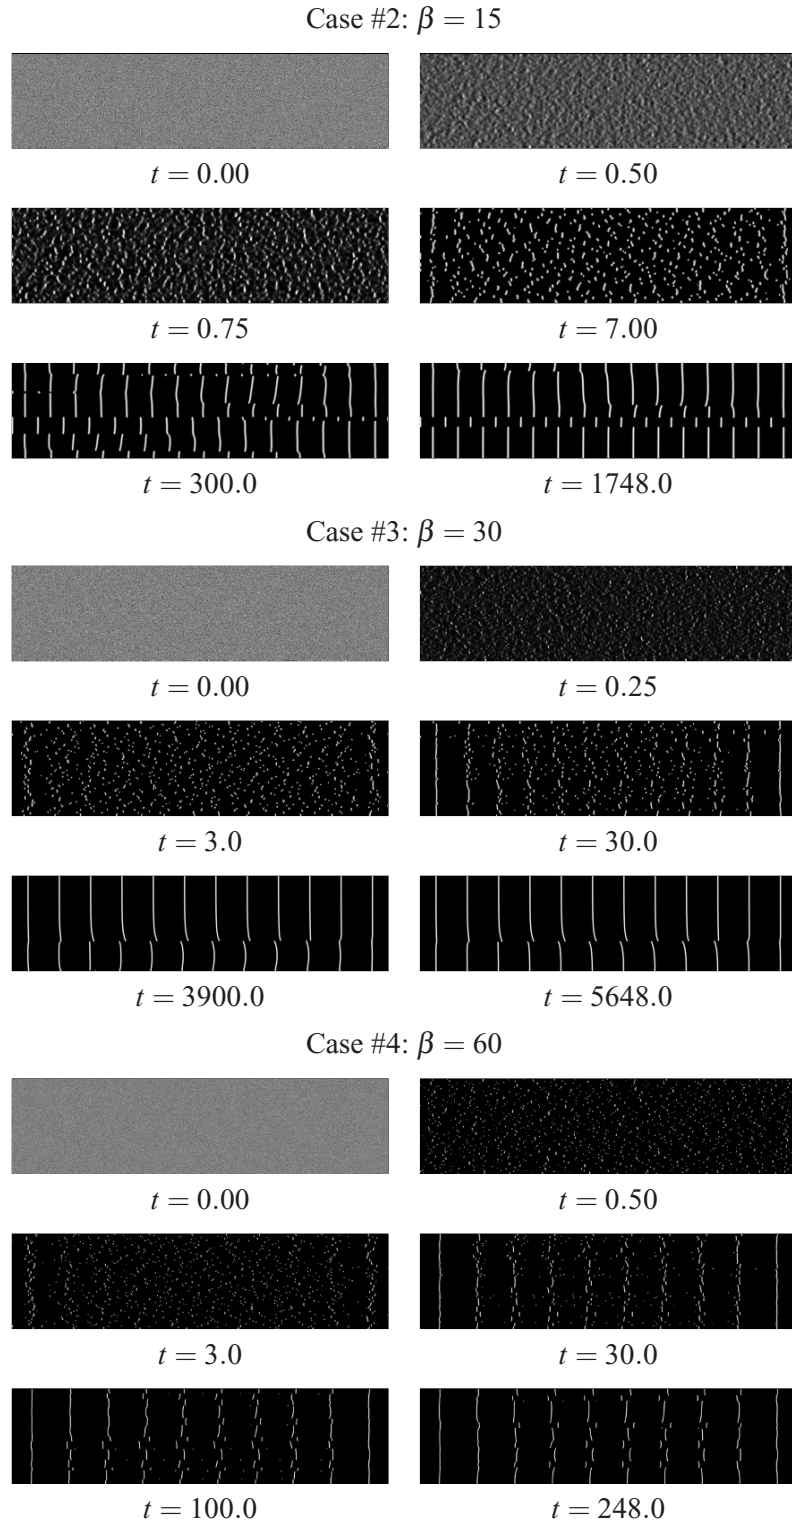 Case #2: β = 15
t = 0.00 t = 0.50
t = 0.75 t = 7.00
t = 300.0 t = 1748.0
Case #3: β = 30
t = 0.00 t = 0.25
t = 3.0 t = 30.0
t = 3900.0 t = 5648.0
Case #4: β = 60
t = 0.00 t = 0.50
t = 3.0 t = 30.0
t = 100.0 t = 248.0